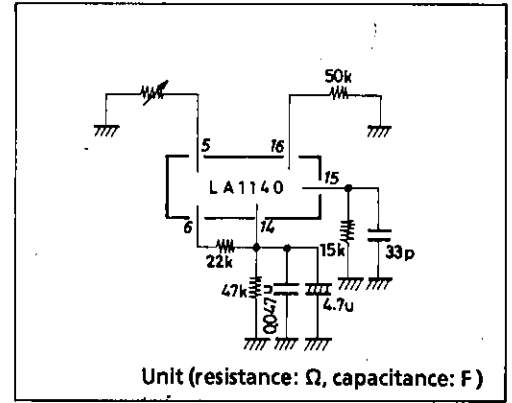 50k
5
16
LA1140
15
6
14
22k
15k
33p
47k
0.047u
4.7u
Unit (resistance: Ω, capacitance: F)